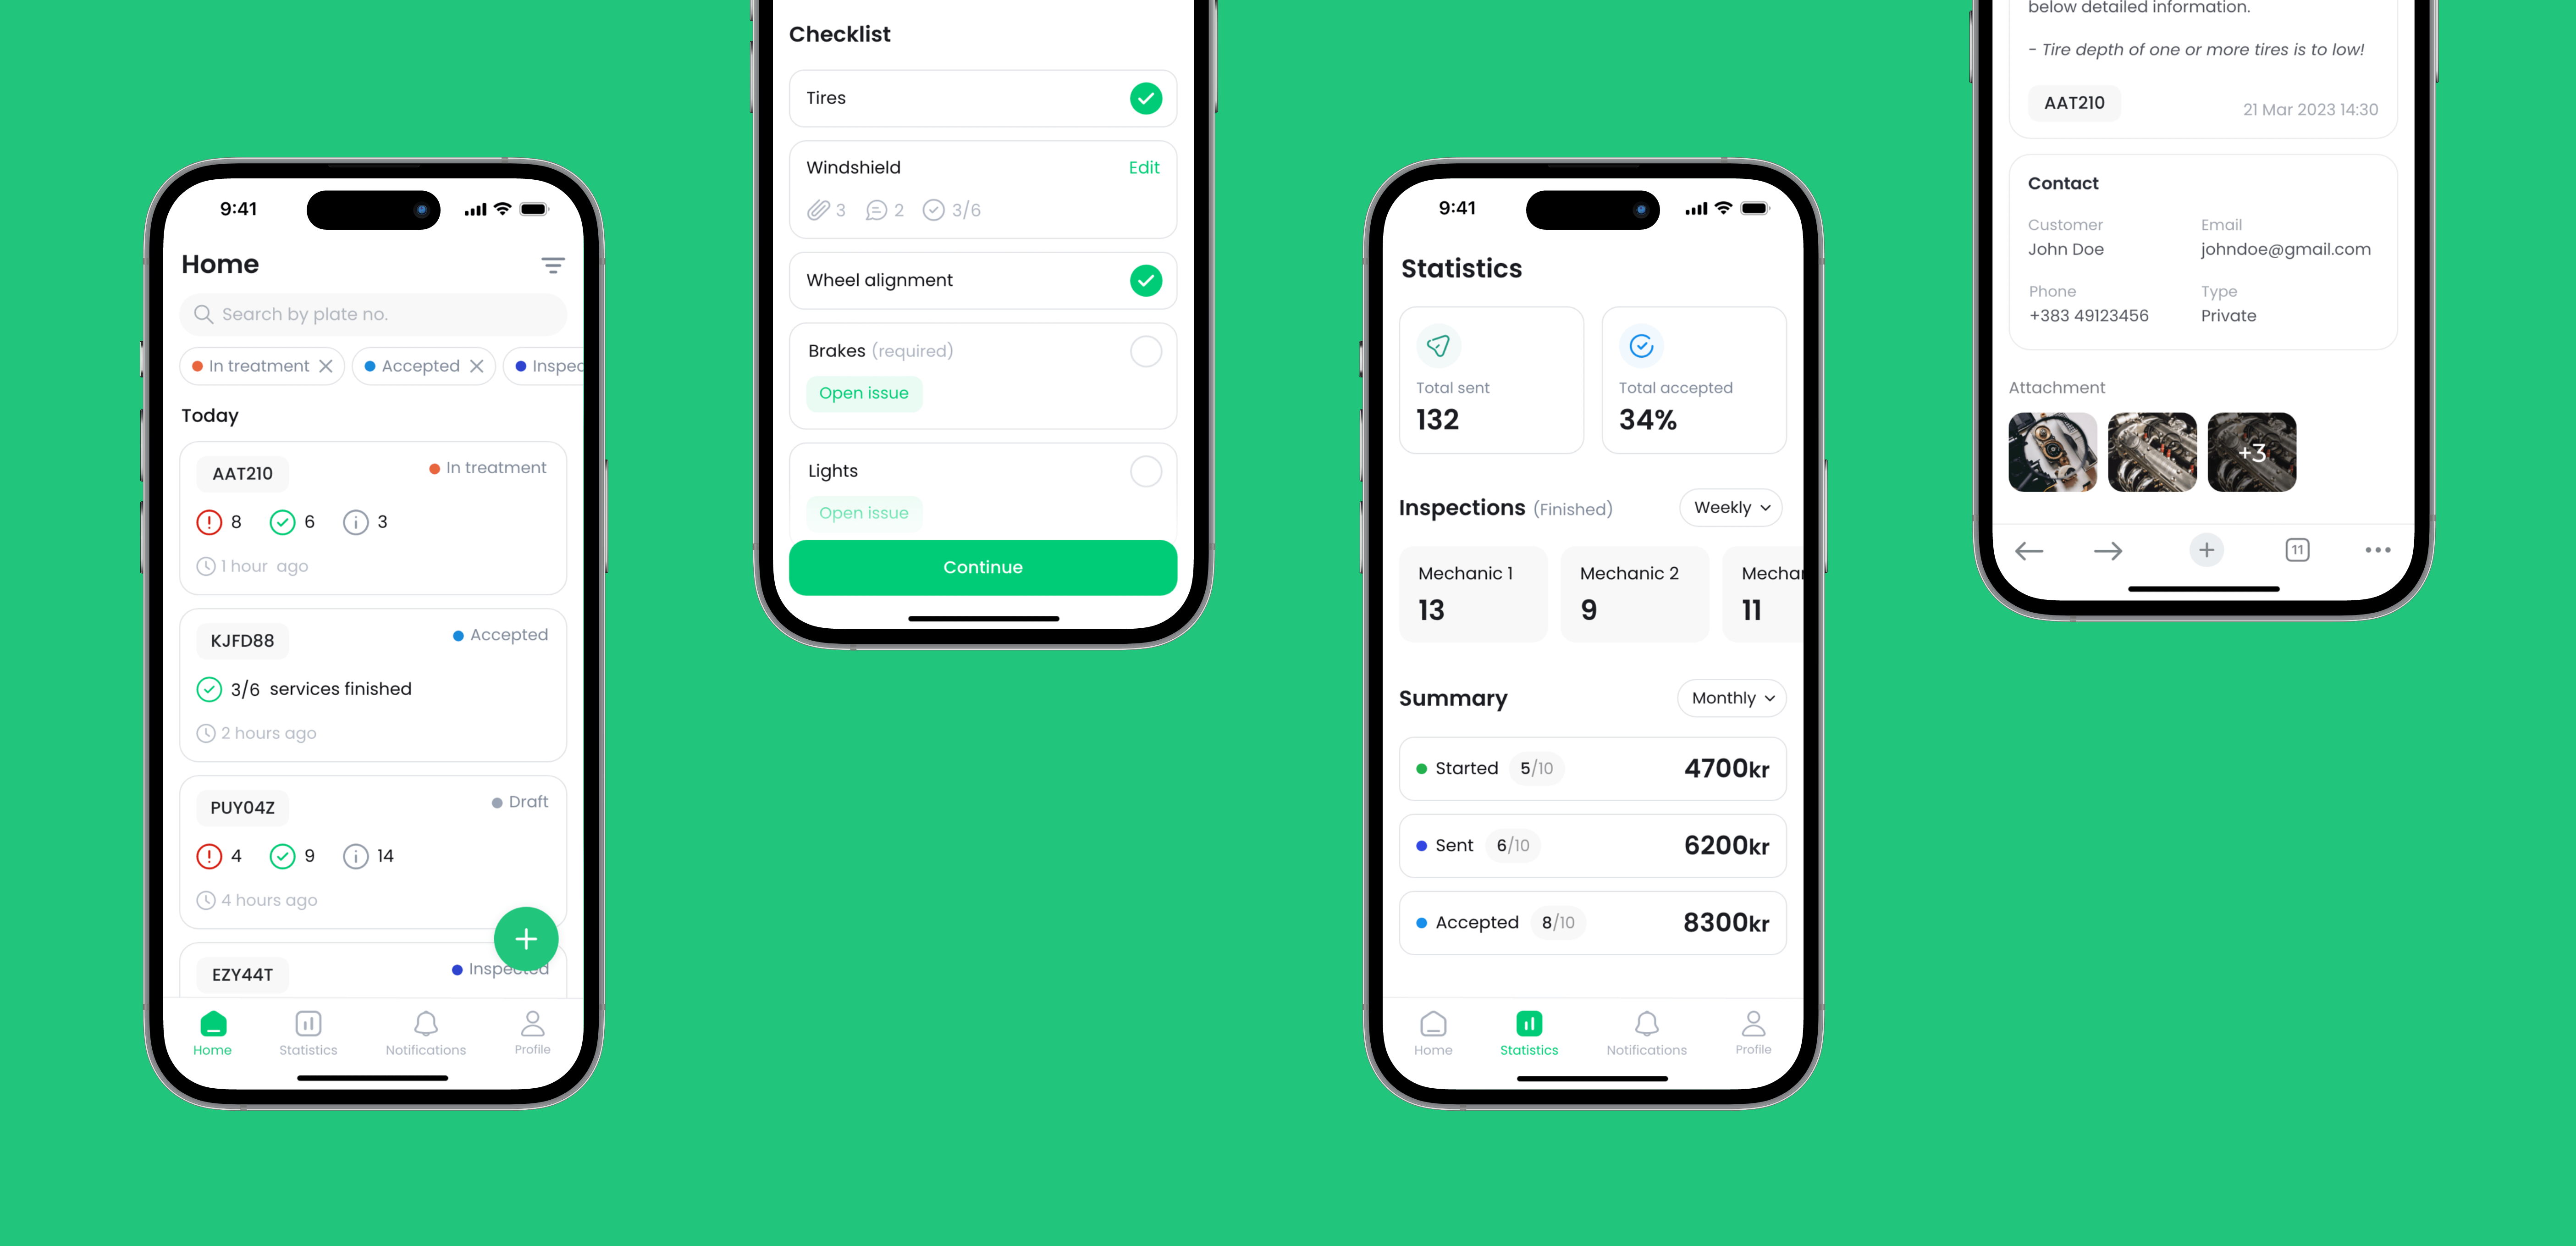 9:41
Home
Search by plate no.
In treatment
Accepted
Inspec
Today
AAT210
In treatment
8
6
3
1 hour ago
KJFD88
Accepted
3/6 services finished
2 hours ago
PUY04Z
Draft
4
9
14
4 hours ago
EZY44T
Inspected
Home
Statistics
Notifications
Profile
Checklist
Tires
Windshield
Edit
3
2
3/6
Wheel alignment
Brakes (required)
Open issue
Lights
Open issue
Continue
9:41
Statistics
Total sent
132
Total accepted
34%
Inspections (Finished)
Weekly
Mechanic 1
13
Mechanic 2
9
Mechan
11
Summary
Monthly
Started 5/10
4700kr
Sent 6/10
6200kr
Accepted 8/10
8300kr
Home
Statistics
Notifications
Profile
below detailed information.
- Tire depth of one or more tires is to low!
AAT210
21 Mar 2023 14:30
Contact
Customer
John Doe
Email
johndoe@gmail.com
Phone
+383 49123456
Type
Private
Attachment
+3
11